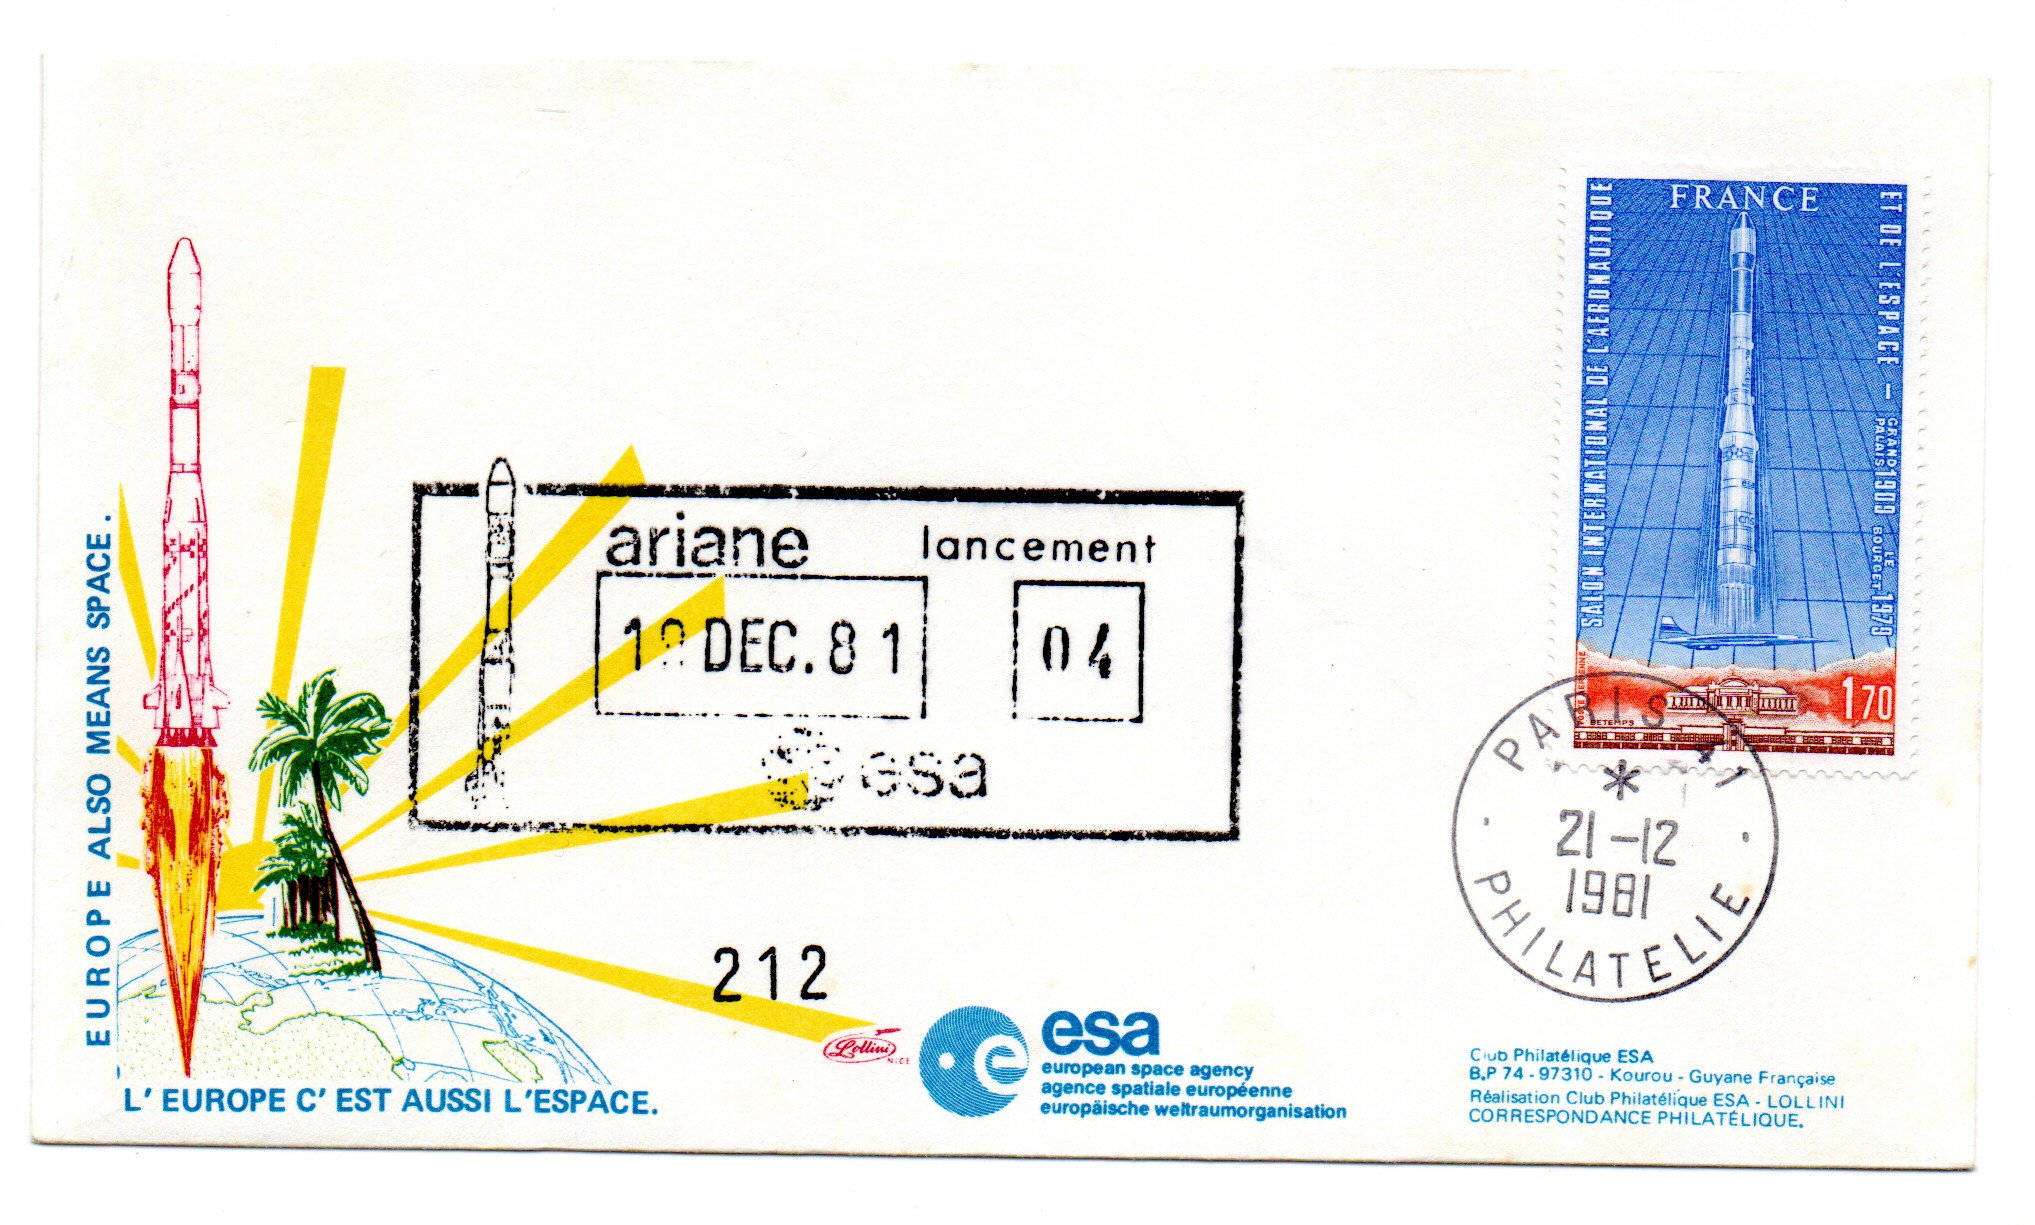 FRANCE
SALON INTERNATIONAL DE L'AERONAUTIQUE
ET DE L'ESPACE — GRAND PALAIS 1909 LE BOURGET 1979
1,70
BETEMPS
PARIS 41
*
21-12
1981
PHILATELIE
ariane lancement
DEC. 81 04
esa
EUROPE ALSO MEANS SPACE.
212
Lollini
NICE
L'EUROPE C'EST AUSSI L'ESPACE.
esa
european space agency
agence spatiale européenne
europäische weltraumorganisation
Club Philatélique ESA
B.P 74 - 97310 - Kourou - Guyane Française
Réalisation Club Philatélique ESA - LOLLINI
CORRESPONDANCE PHILATÉLIQUE.